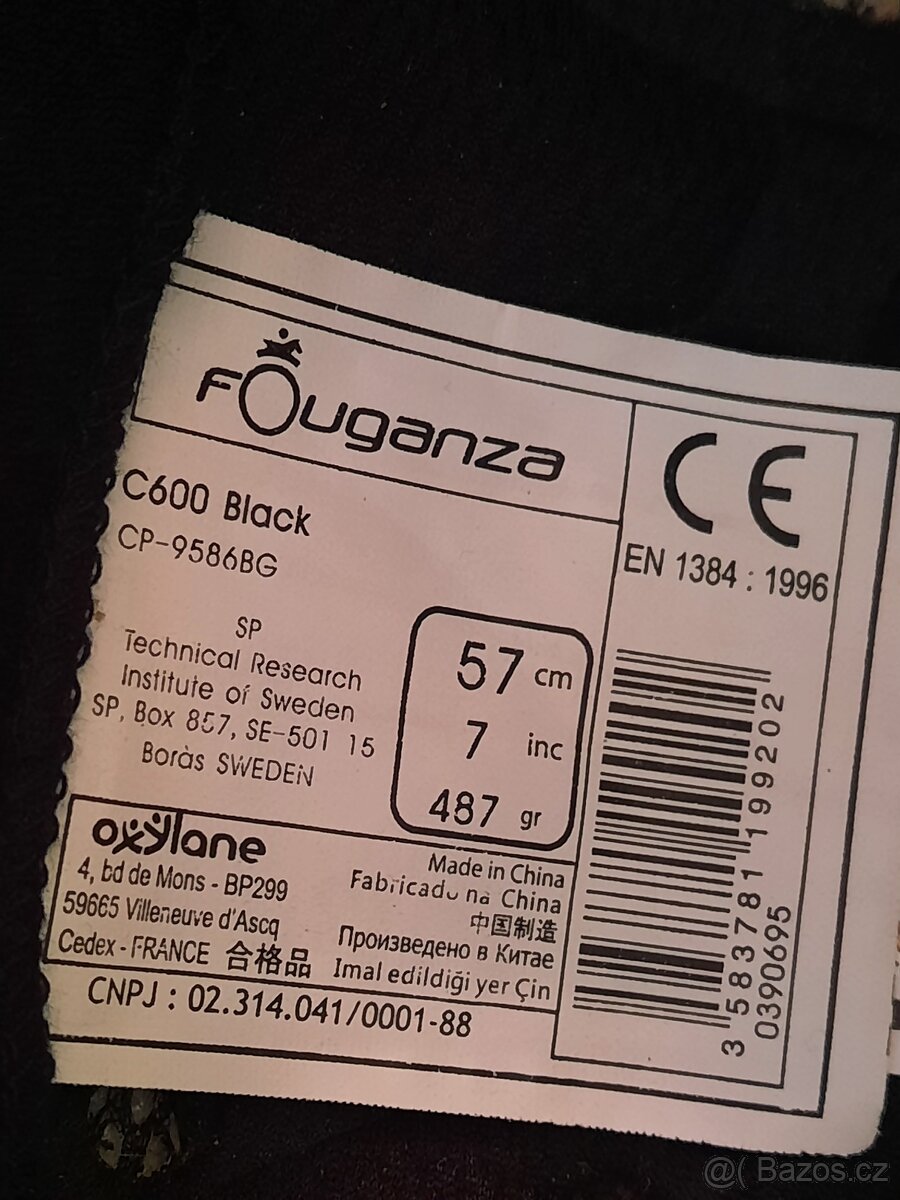 FOuganza
C600 Black
CP-9586BG
SP
Technical Research
Institute of Sweden
SP, Box 857, SE-501 15
Boràs SWEDEN
57 cm
7 inc
487 gr
CE
EN 1384 : 1996
3 583781 199202
0390695
oxylane
4, bd de Mons - BP299
59665 Villeneuve d'Ascq
Cedex - FRANCE 合格品
Made in China
Fabricado na China
中国制造
Произведено в Китае
Imal edildiği yer Çin
CNPJ : 02.314.041/0001-88
@( Bazos.cz